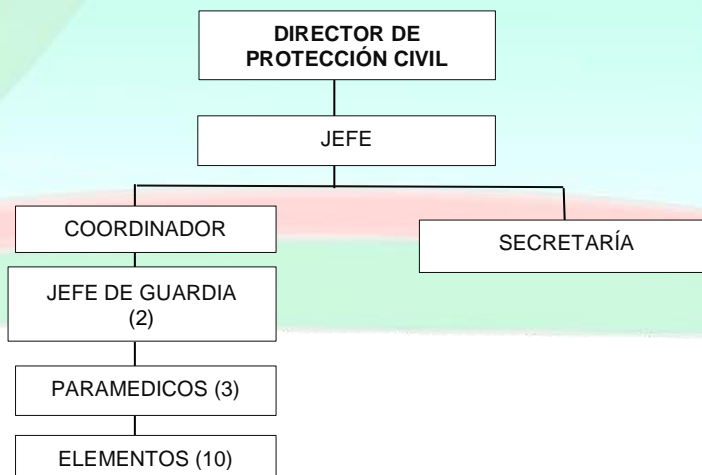 DIRECTOR DE
PROTECCIÓN CIVIL
JEFE
COORDINADOR
SECRETARÍA
JEFE DE GUARDIA
(2)
PARAMEDICOS (3)
ELEMENTOS (10)